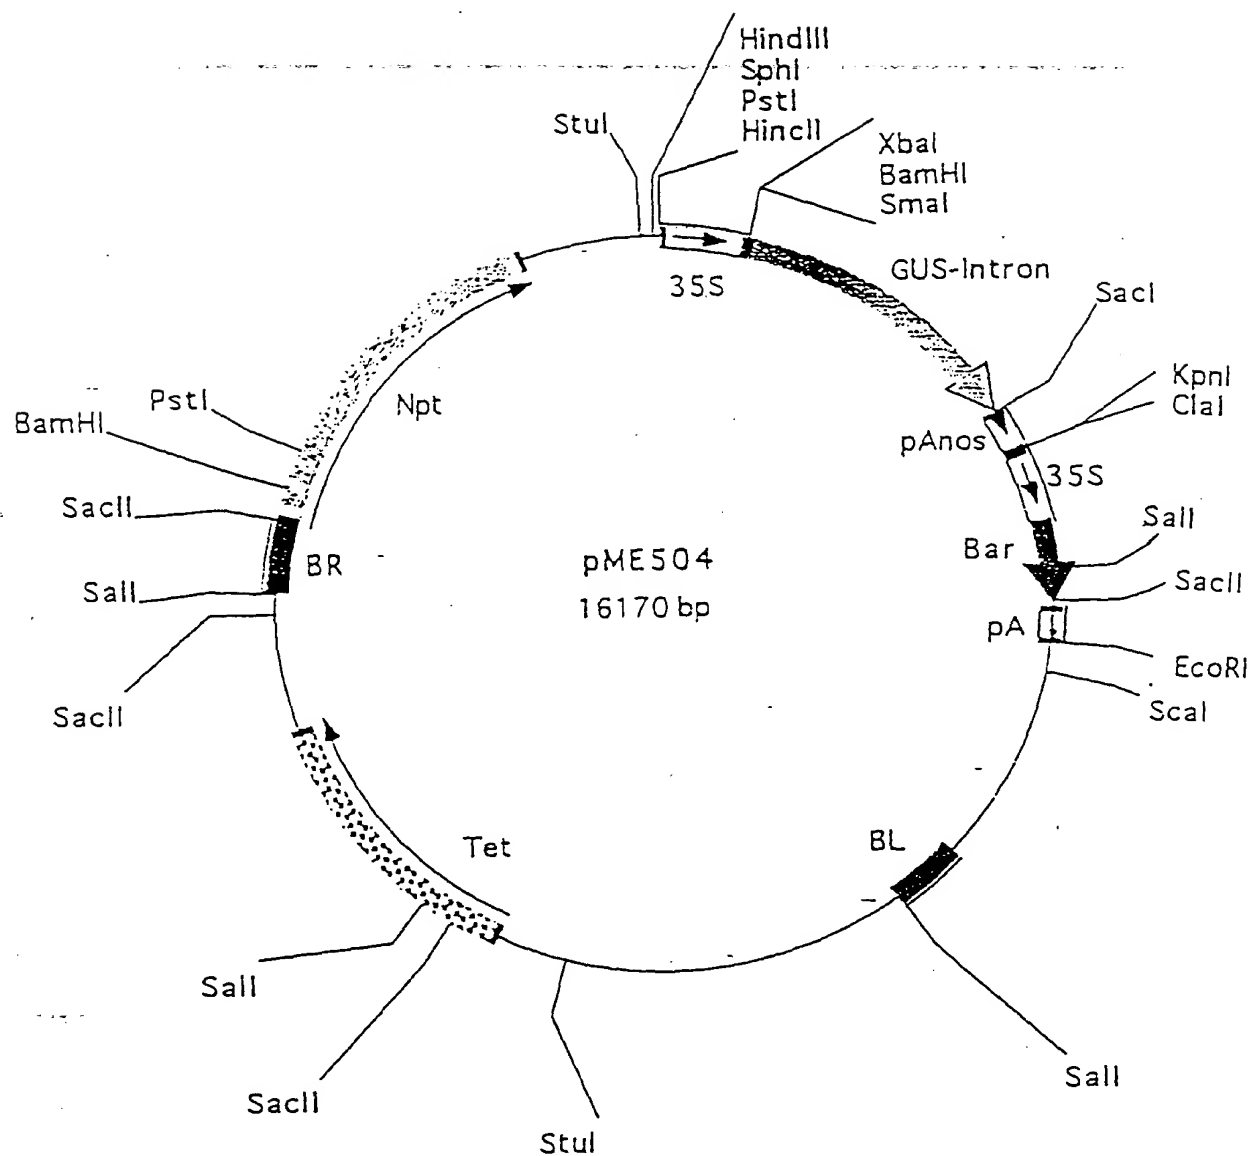 HindIII
SphI
PstI
HincII
StuI
XbaI
BamHI
SmaI
GUS-Intron
35S
SacI
KpnI
ClaI
pAnos
35S
PstI
BamHI
Npt
SacII
BR
SalI
SacII
pME504
16170 bp
Bar
SalI
SacII
pA
EcoRI
ScaI
BL
Tet
SalI
SacII
StuI
SalI